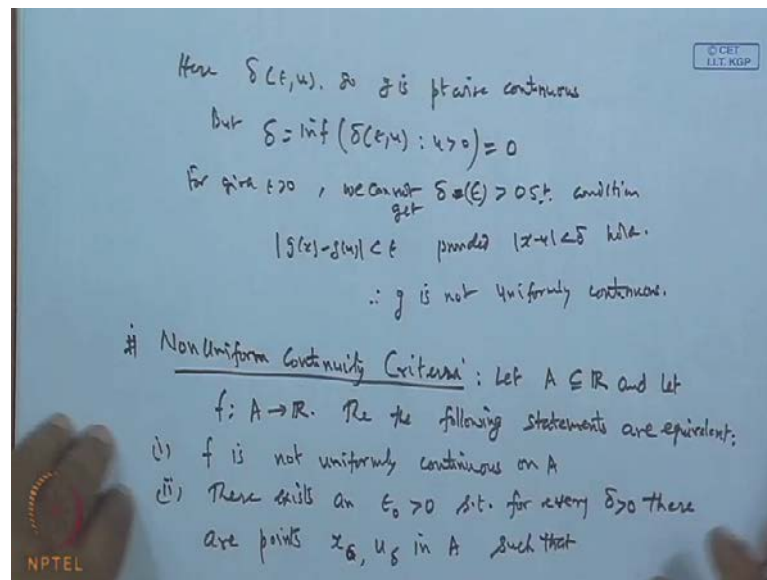 © CET
I.I.T. KGP
Here δ(ε,u). So g is ptwise continuous
But δ = inf (δ(ε,u) : u>0) = 0
For given ε>0, we cannot get δ=(ε) > 0 s.t. condition
|g(x)-g(u)| < ε provided |x-u| < δ hold.
∴ g is not uniformly continuous.
# Non Uniform Continuity Criteria : Let A ⊆ ℝ and let
f: A → ℝ. The the following statements are equivalent:
(i) f is not uniformly continuous on A
(ii) There exists an ε₀ >0 s.t. for every δ>0 there
are points x_δ, u_δ in A such that
NPTEL